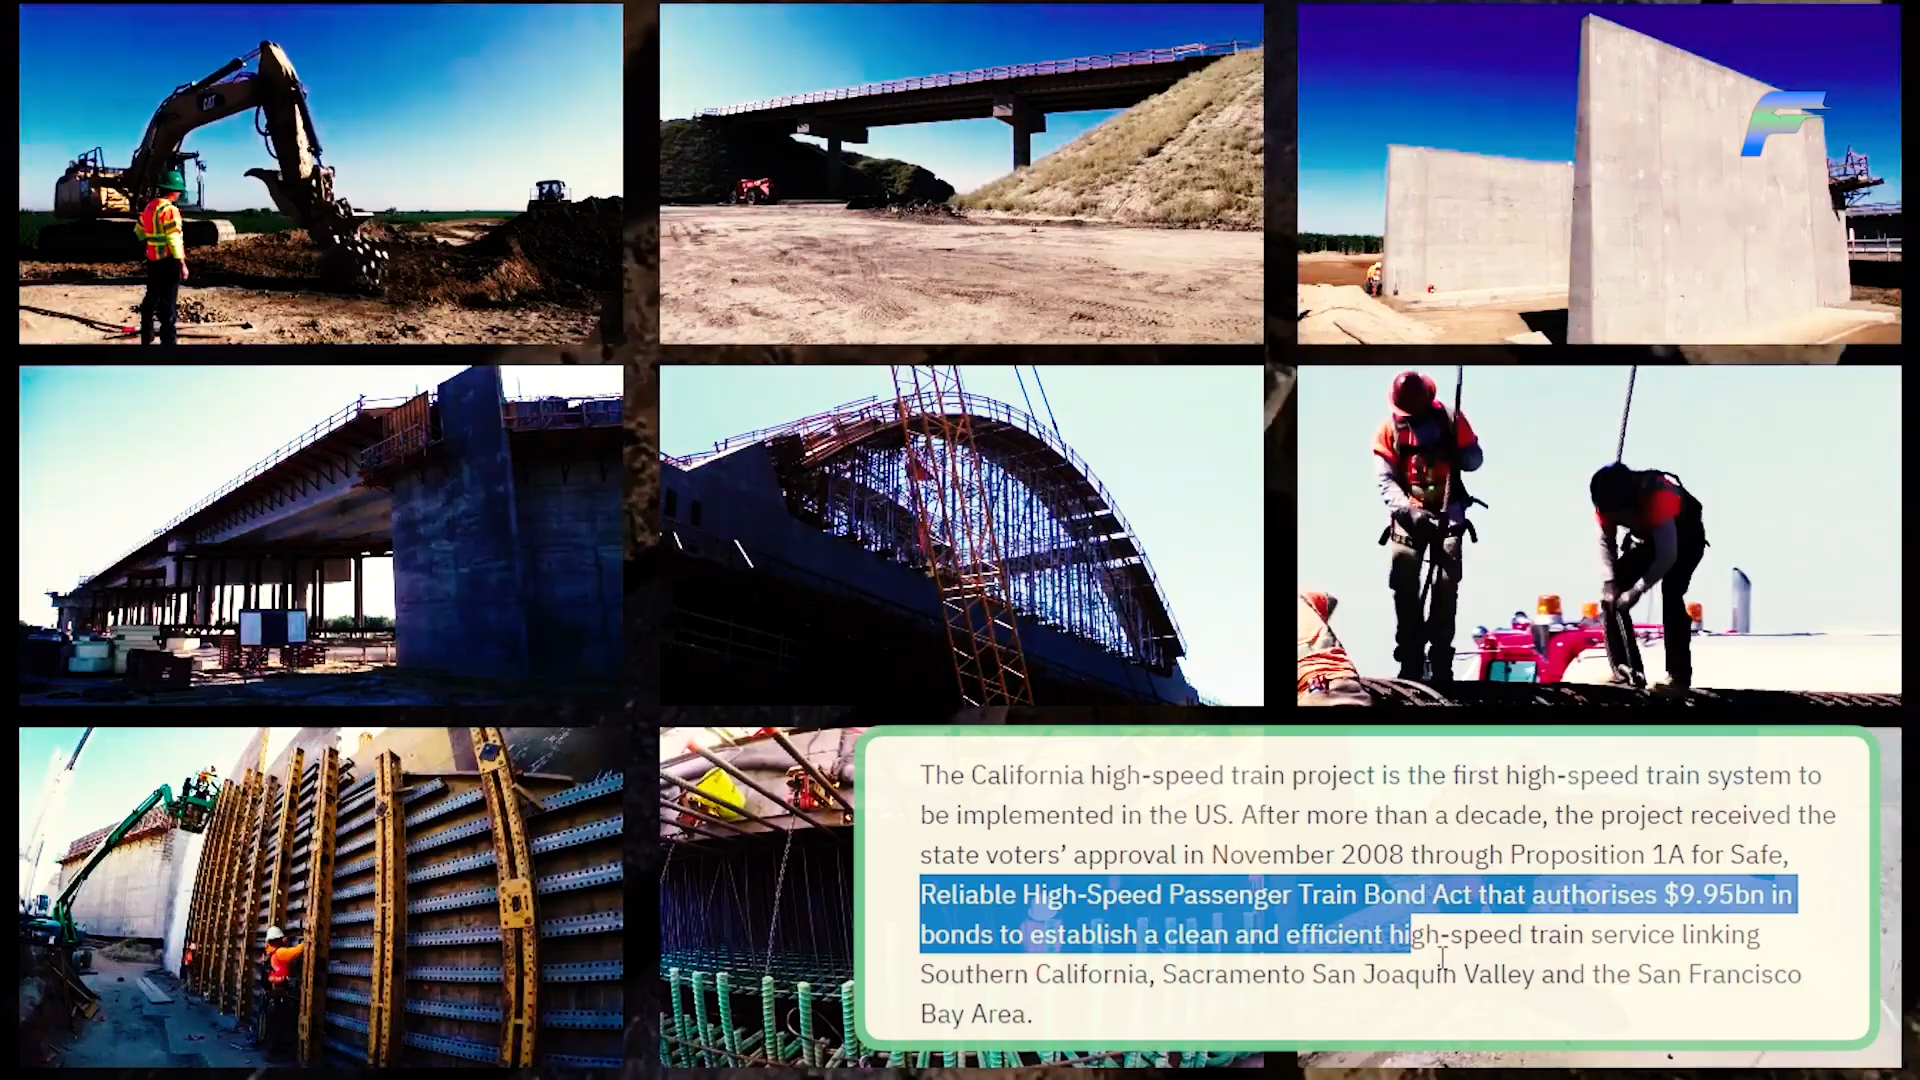 CAT
F
The California high-speed train project is the first high-speed train system to
be implemented in the US. After more than a decade, the project received the
state voters’ approval in November 2008 through Proposition 1A for Safe,
Reliable High-Speed Passenger Train Bond Act that authorises $9.95bn in
bonds to establish a clean and efficient high-speed train service linking
Southern California, Sacramento San Joaquin Valley and the San Francisco
Bay Area.